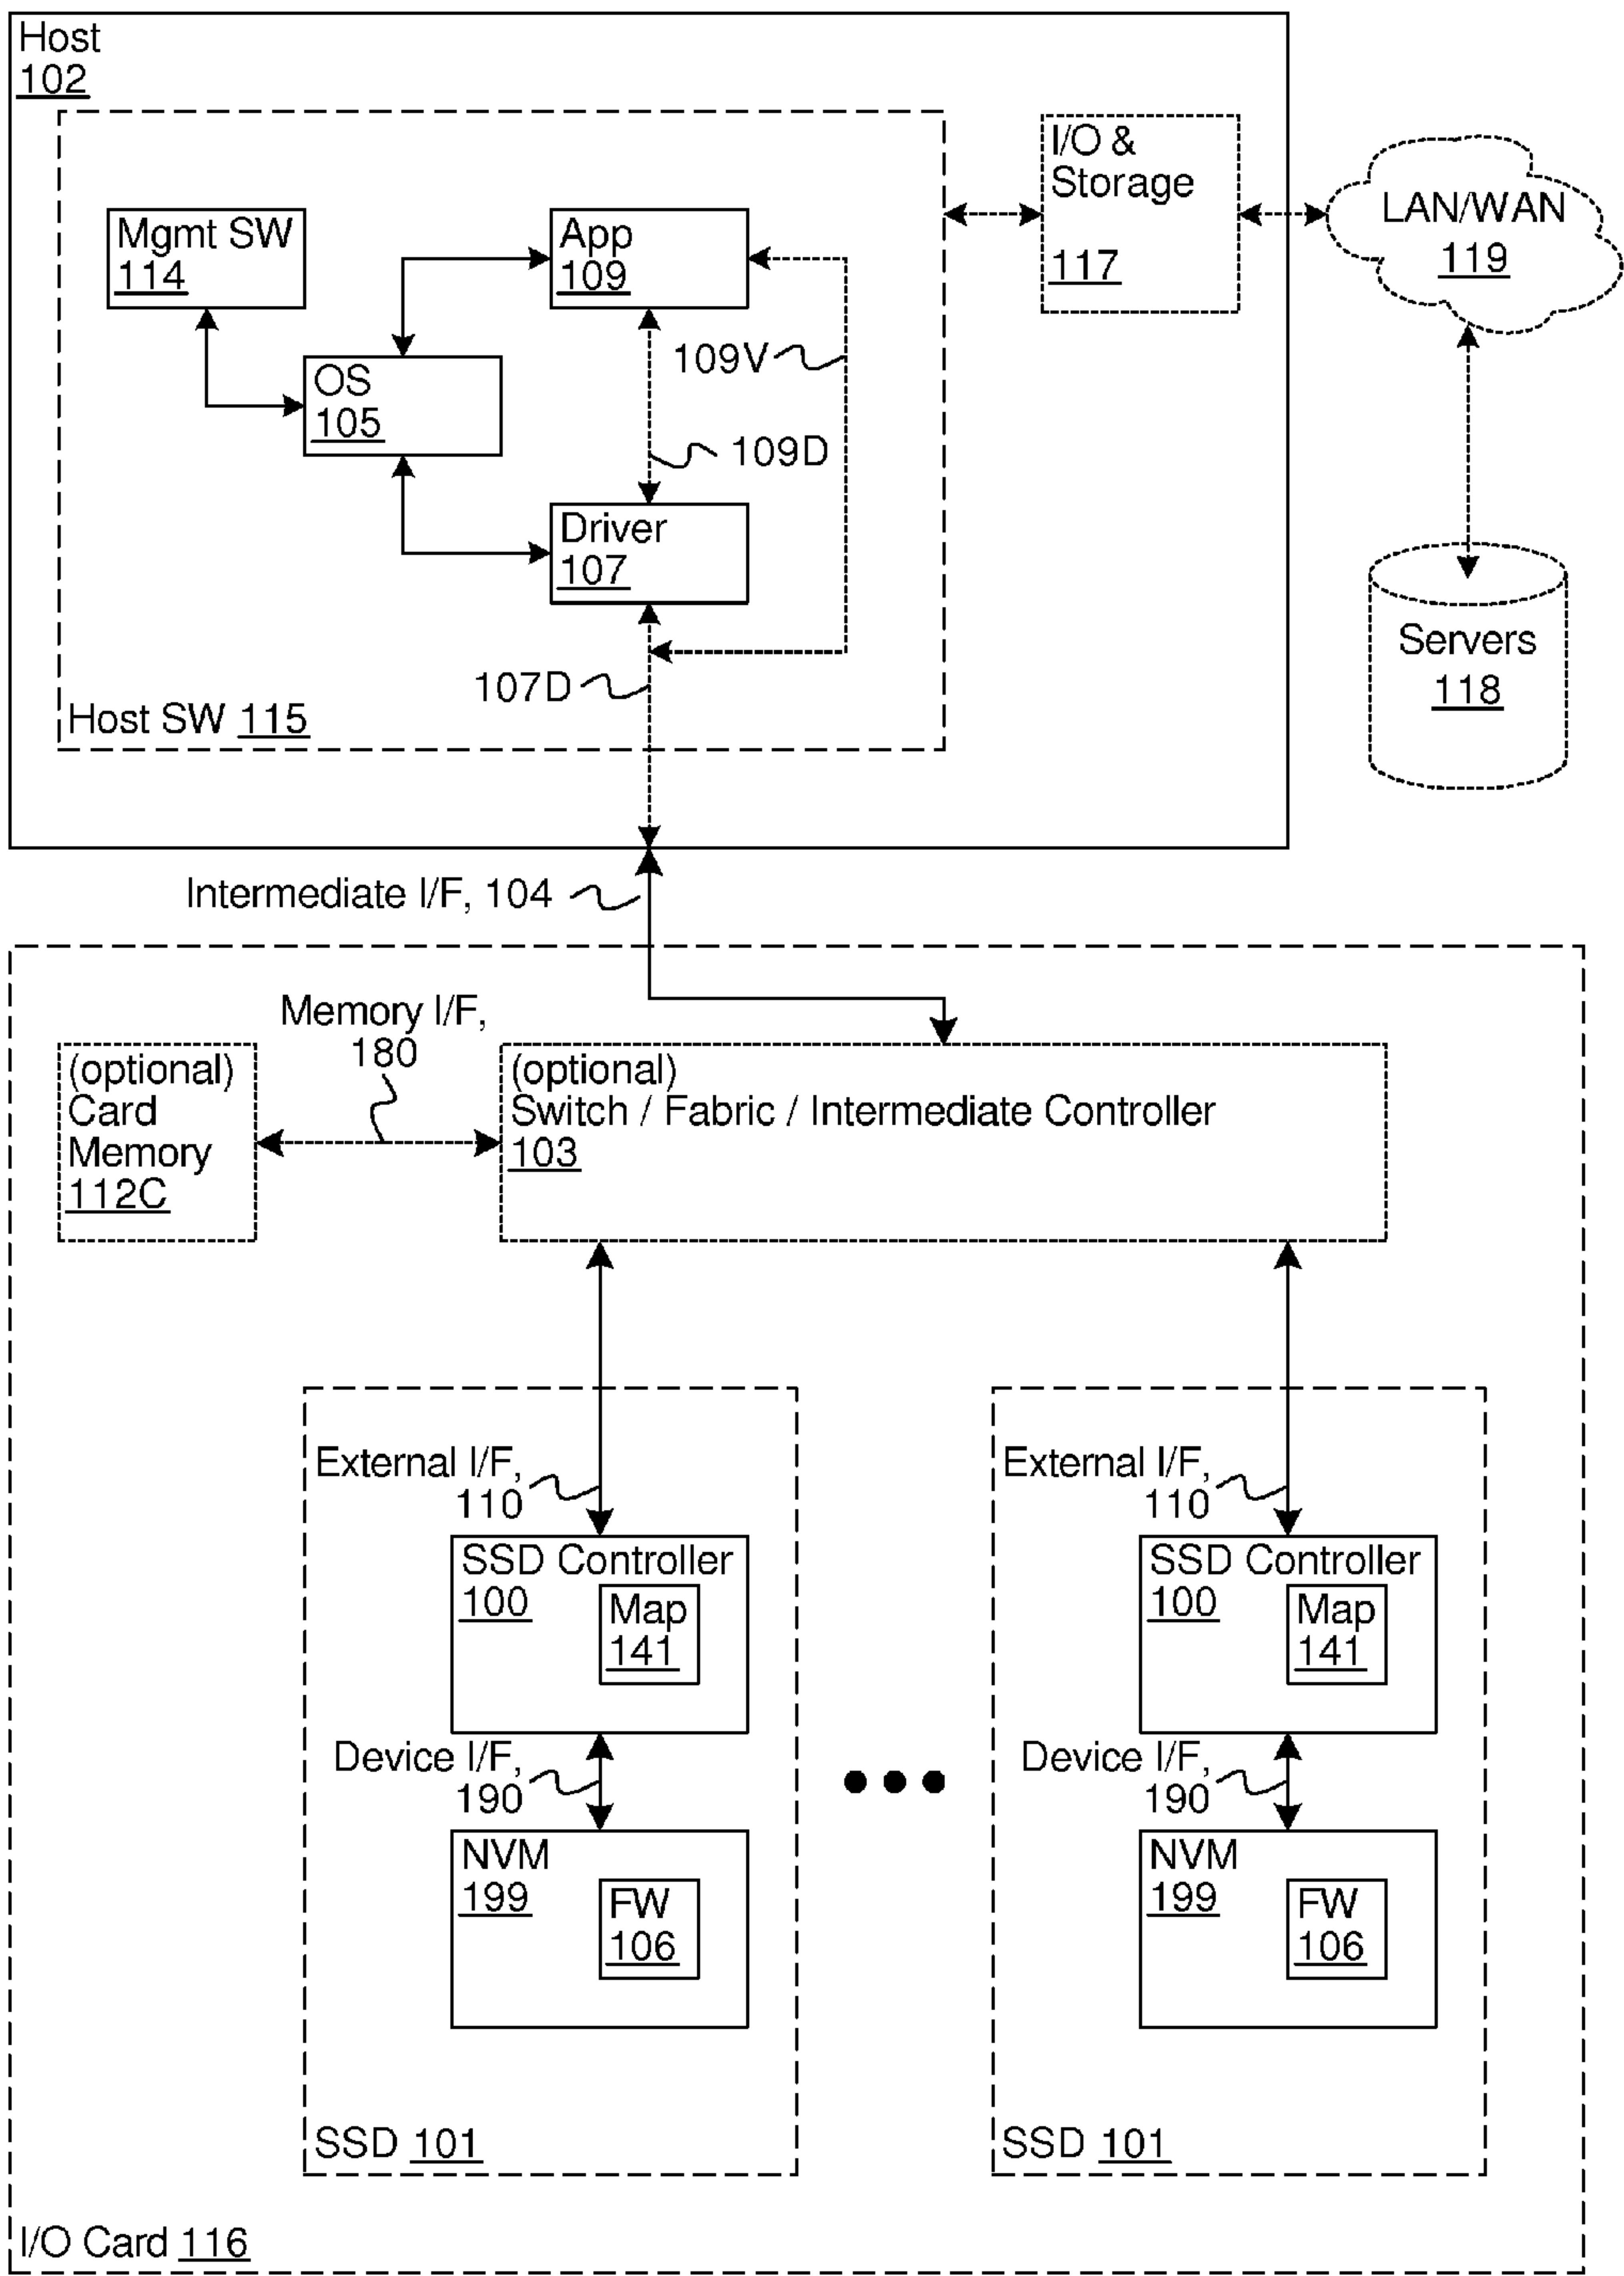 Host
102
I/O &
Storage
117
LAN/WAN
119
Mgmt SW
114
App
109
109V
OS
105
109D
Driver
107
Servers
118
107D
Host SW 115
Intermediate I/F, 104
Memory I/F,
180
(optional)
Card
Memory
112C
(optional)
Switch / Fabric / Intermediate Controller
103
External I/F,
110
SSD Controller
100
Map
141
Device I/F,
190
NVM
199
FW
106
SSD 101
External I/F,
110
SSD Controller
100
Map
141
Device I/F,
190
NVM
199
FW
106
SSD 101
I/O Card 116